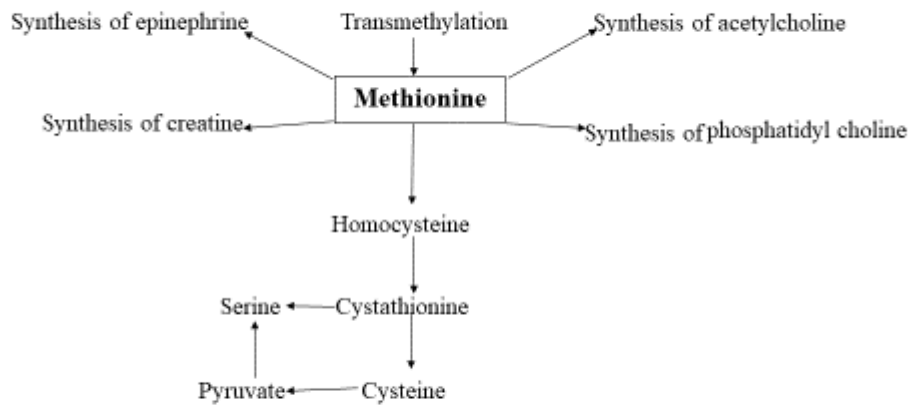 Synthesis of epinephrine
Transmethylation
Synthesis of acetylcholine
Methionine
Synthesis of creatine
Synthesis of phosphatidyl choline
Homocysteine
Serine
Cystathionine
Pyruvate
Cysteine